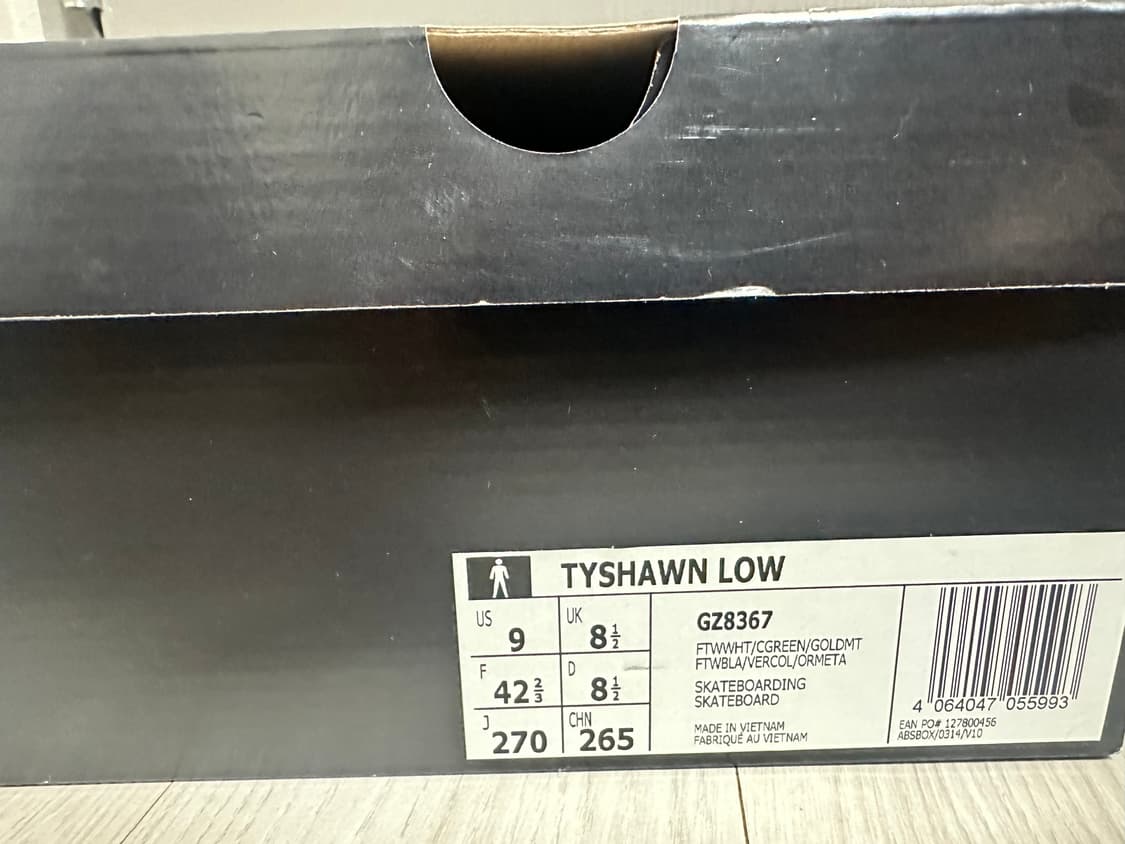 TYSHAWN LOW
US 9 UK 8½
F 42⅔ D 8½
J 270 CHN 265
GZ8367
FTWWHT/CGREEN/GOLDMT
FTWBLA/VERCOL/ORMETA
SKATEBOARDING
SKATEBOARD
MADE IN VIETNAM
FABRIQUÉ AU VIETNAM
4 064047 055993
EAN PO# 127800456
ABSBOX/0314/V10